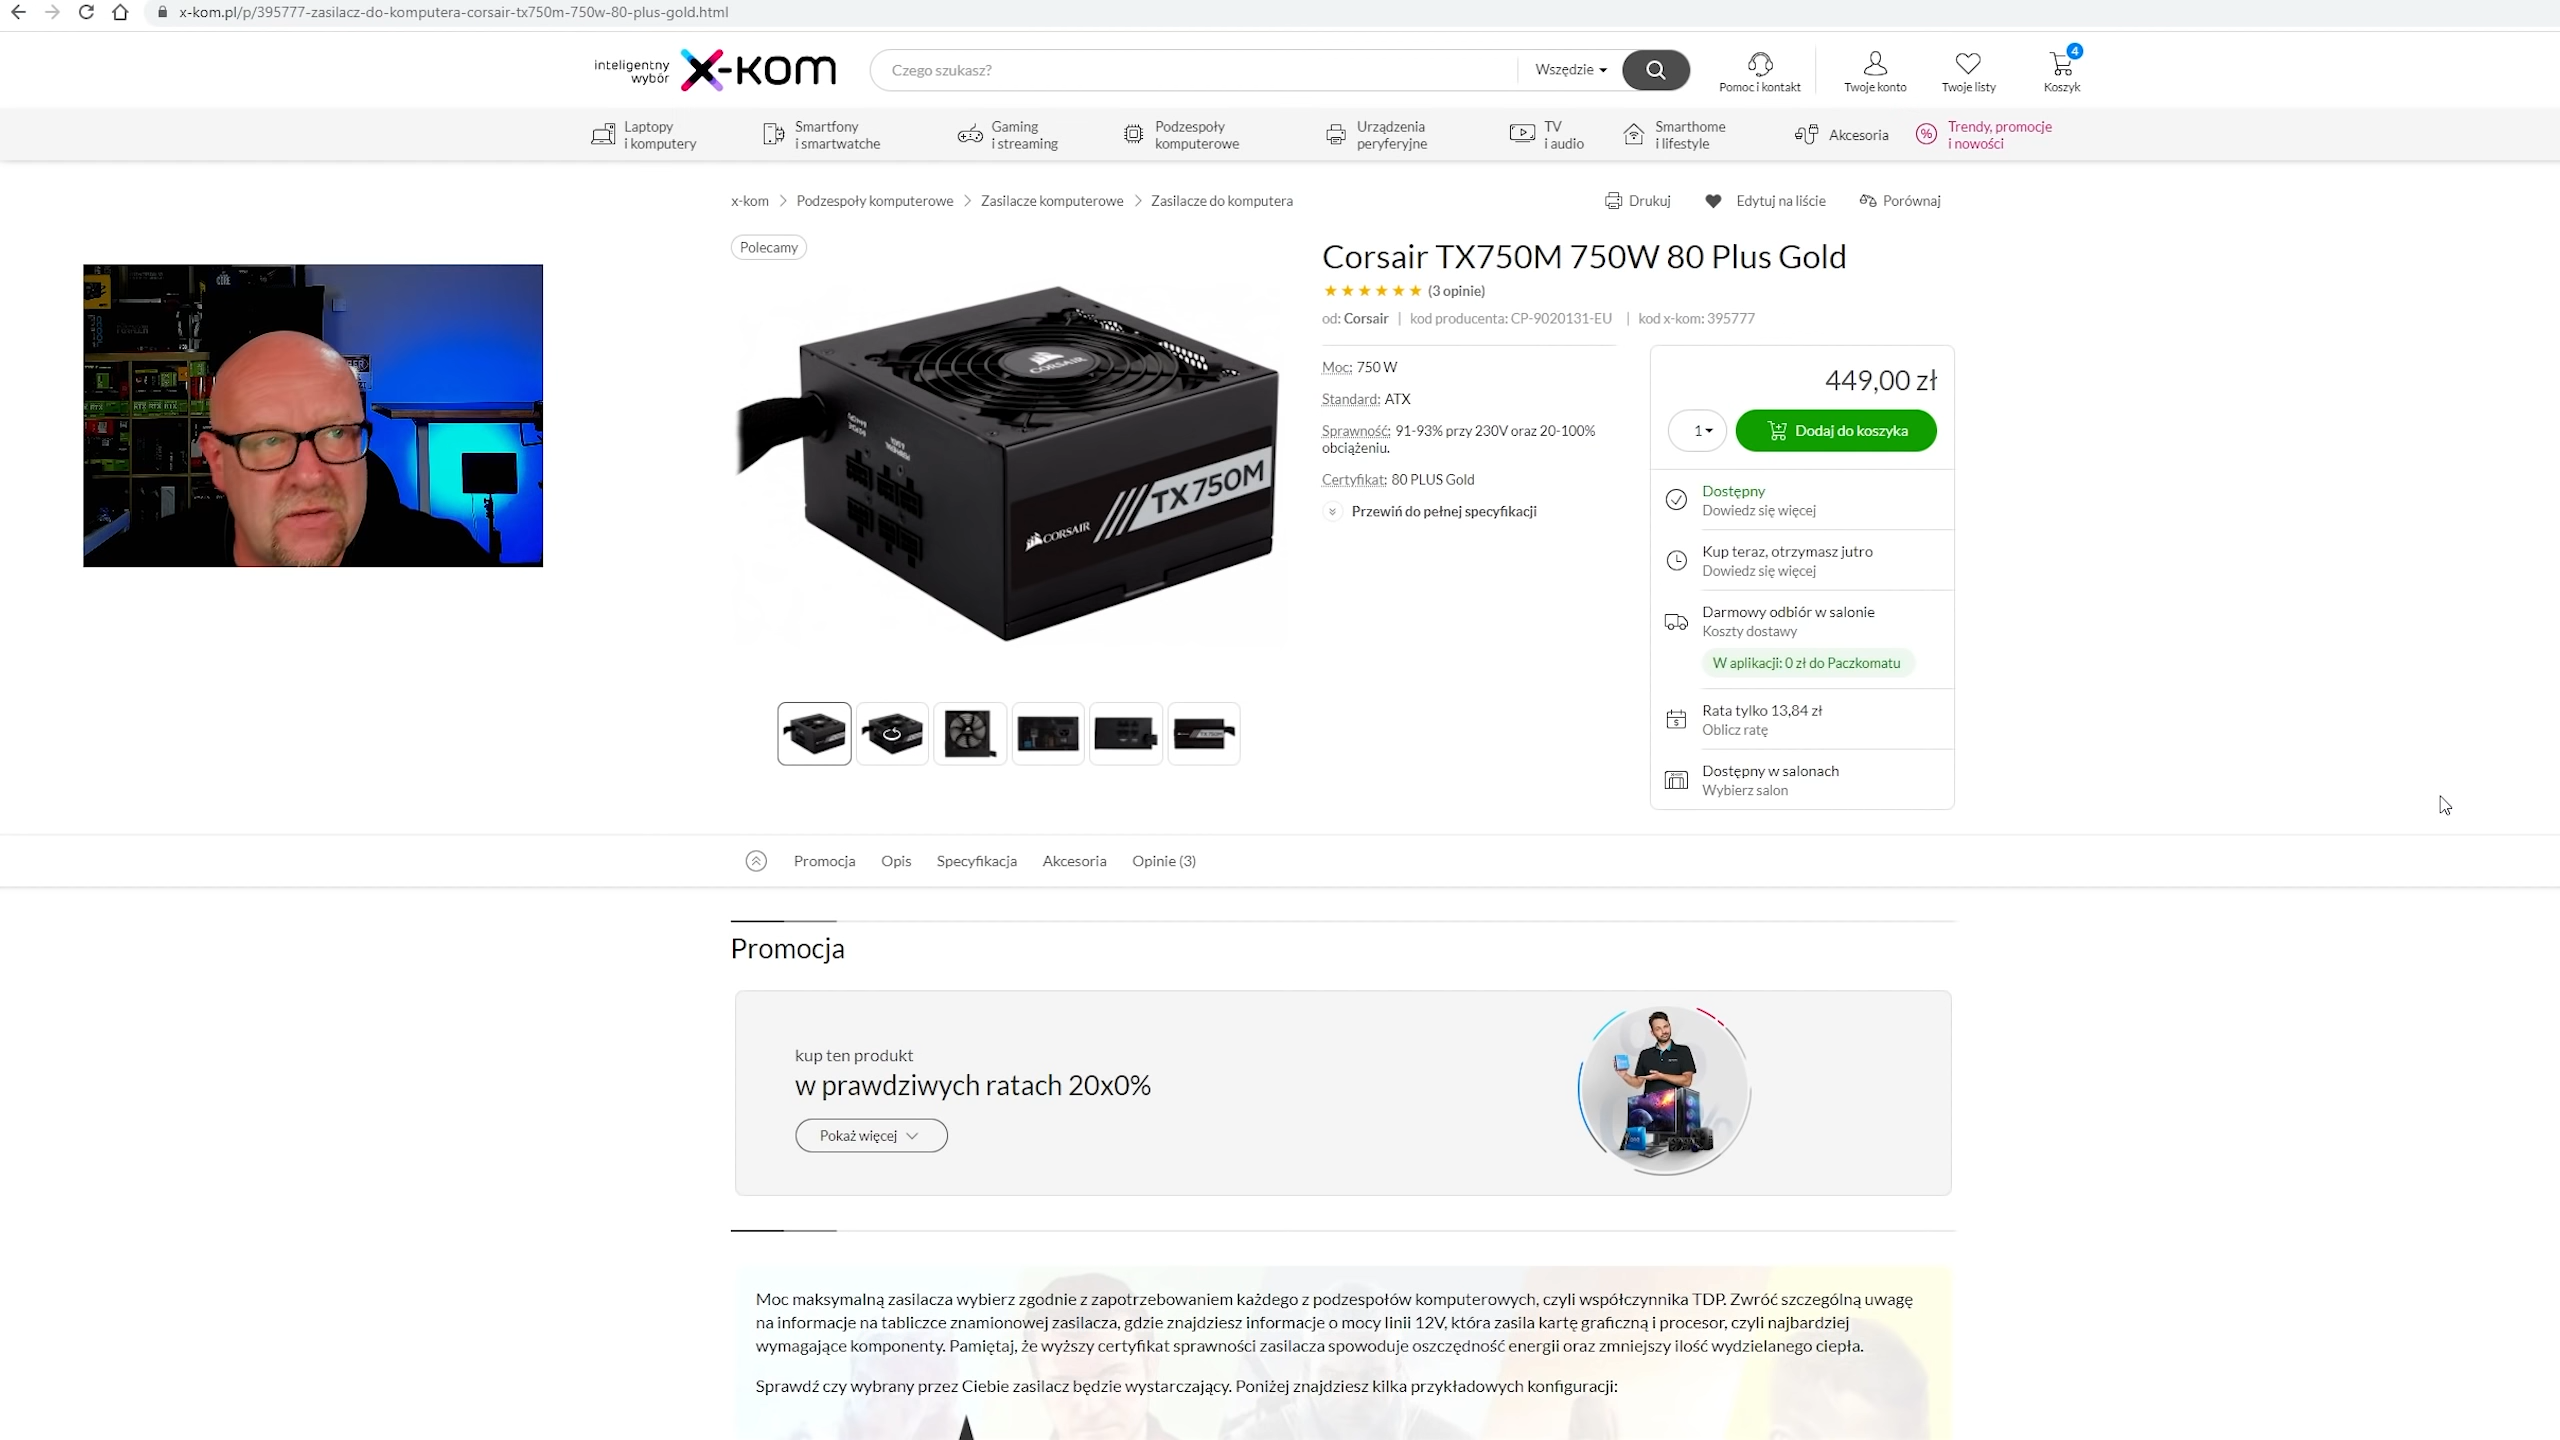 x-kom.pl/p/395777-zasilacz-do-komputera-corsair-tx750m-750w-80-plus-gold.html
inteligentny
wybór
x-kom
Czego szukasz?
Wszędzie
Pomoc i kontakt
Twoje konto
Twoje listy
4
Koszyk
Laptopy
i komputery
Smartfony
i smartwatche
Gaming
i streaming
Podzespoły
komputerowe
Urządzenia
peryferyjne
TV
i audio
Smarthome
i lifestyle
Akcesoria
Trendy, promocje
i nowości
x-kom > Podzespoły komputerowe > Zasilacze komputerowe > Zasilacze do komputera
Drukuj
Edytuj na liście
Porównaj
Polecamy
CORSAIR
CORSAIR
TX750M
Corsair TX750M 750W 80 Plus Gold
(3 opinie)
od: Corsair | kod producenta: CP-9020131-EU | kod x-kom: 395777
Moc: 750 W
Standard: ATX
Sprawność: 91-93% przy 230V oraz 20-100%
obciążeniu.
Certyfikat: 80 PLUS Gold
Przewiń do pełnej specyfikacji
449,00 zł
1
Dodaj do koszyka
Dostępny
Dowiedz się więcej
Kup teraz, otrzymasz jutro
Dowiedz się więcej
Darmowy odbiór w salonie
Koszty dostawy
W aplikacji: 0 zł do Paczkomatu
Rata tylko 13,84 zł
Oblicz ratę
Dostępny w salonach
Wybierz salon
Promocja
Opis
Specyfikacja
Akcesoria
Opinie (3)
Promocja
kup ten produkt
w prawdziwych ratach 20x0%
Pokaż więcej
Moc maksymalną zasilacza wybierz zgodnie z zapotrzebowaniem każdego z podzespołów komputerowych, czyli współczynnika TDP. Zwróć szczególną uwagę
na informacje na tabliczce znamionowej zasilacza, gdzie znajdziesz informacje o mocy linii 12V, która zasila kartę graficzną i procesor, czyli najbardziej
wymagające komponenty. Pamiętaj, że wyższy certyfikat sprawności zasilacza spowoduje oszczędność energii oraz zmniejszy ilość wydzielanego ciepła.
Sprawdź czy wybrany przez Ciebie zasilacz będzie wystarczający. Poniżej znajdziesz kilka przykładowych konfiguracji: